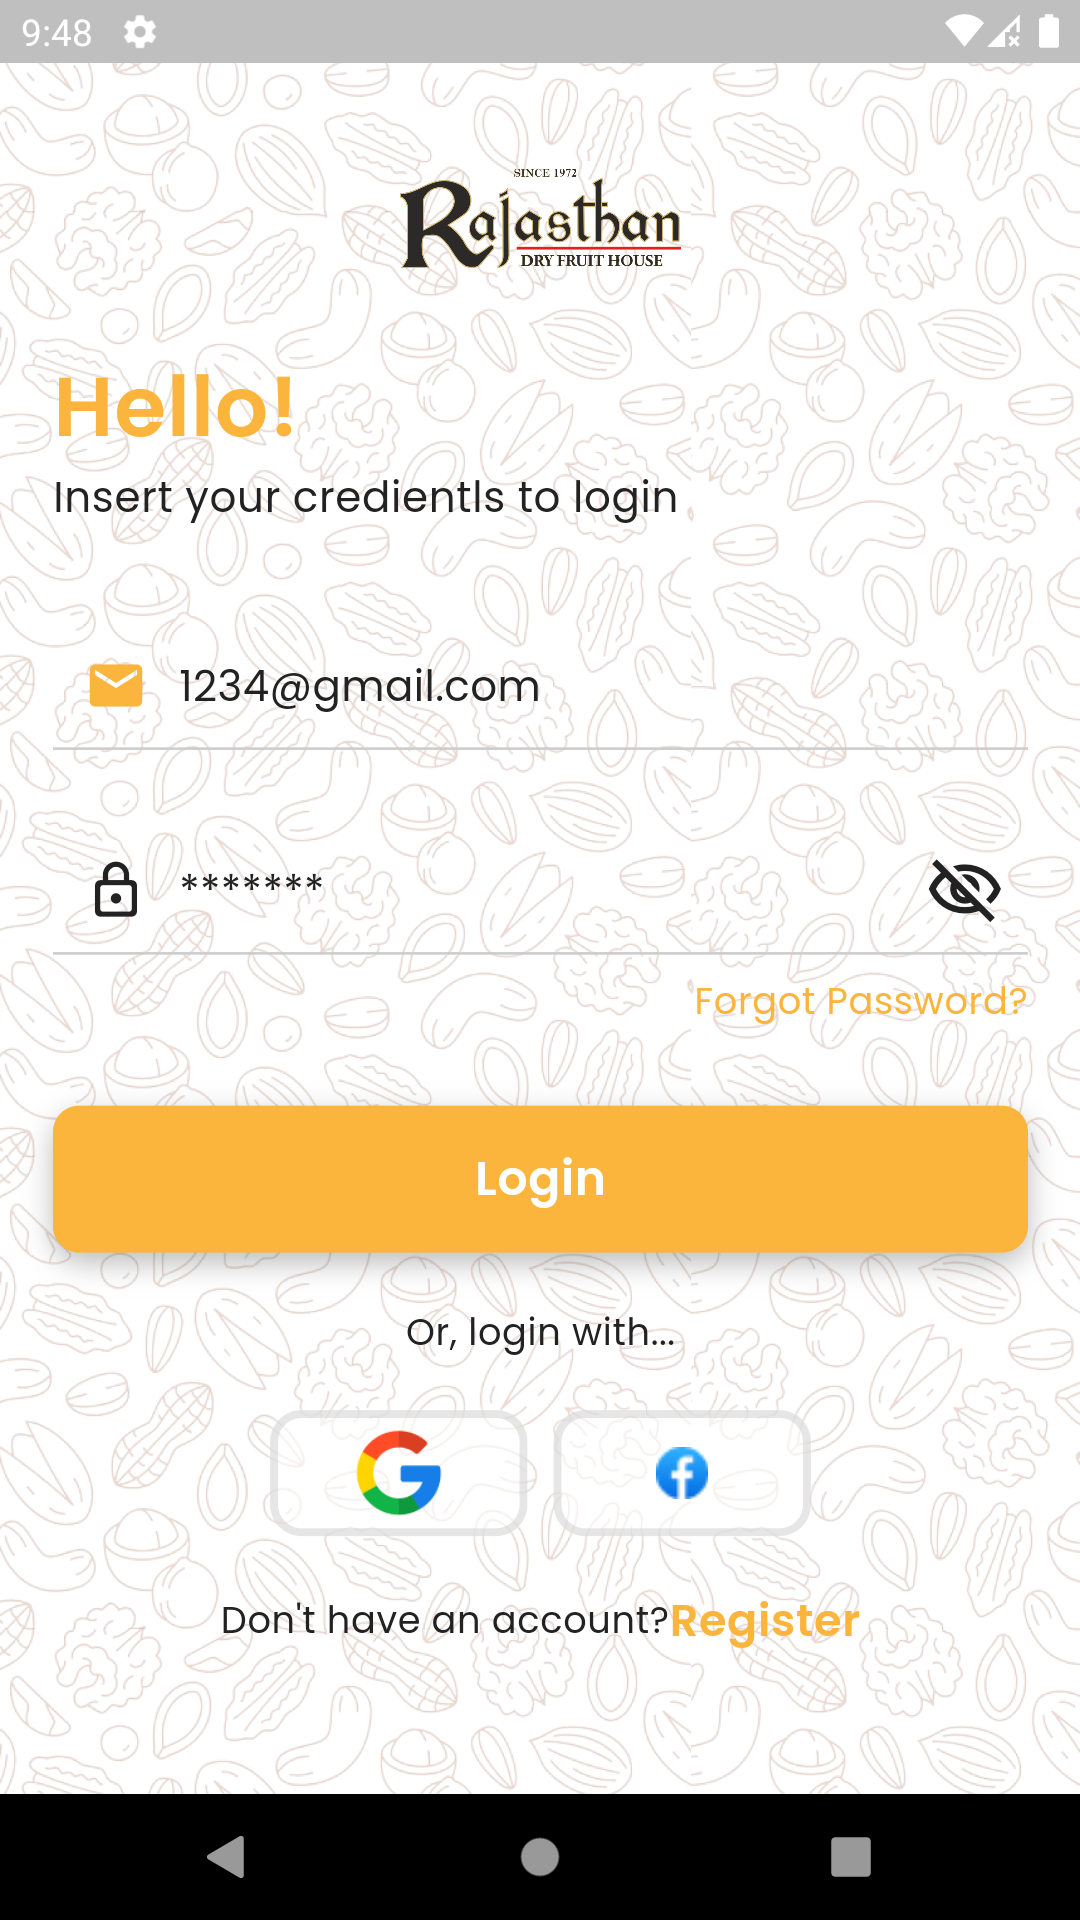 9:48
SINCE 1972
Rajasthan
DRY FRUIT HOUSE
Hello!
Insert your credientls to login
1234@gmail.com
*******
Forgot Password?
Login
Or, login with...
Don't have an account?Register